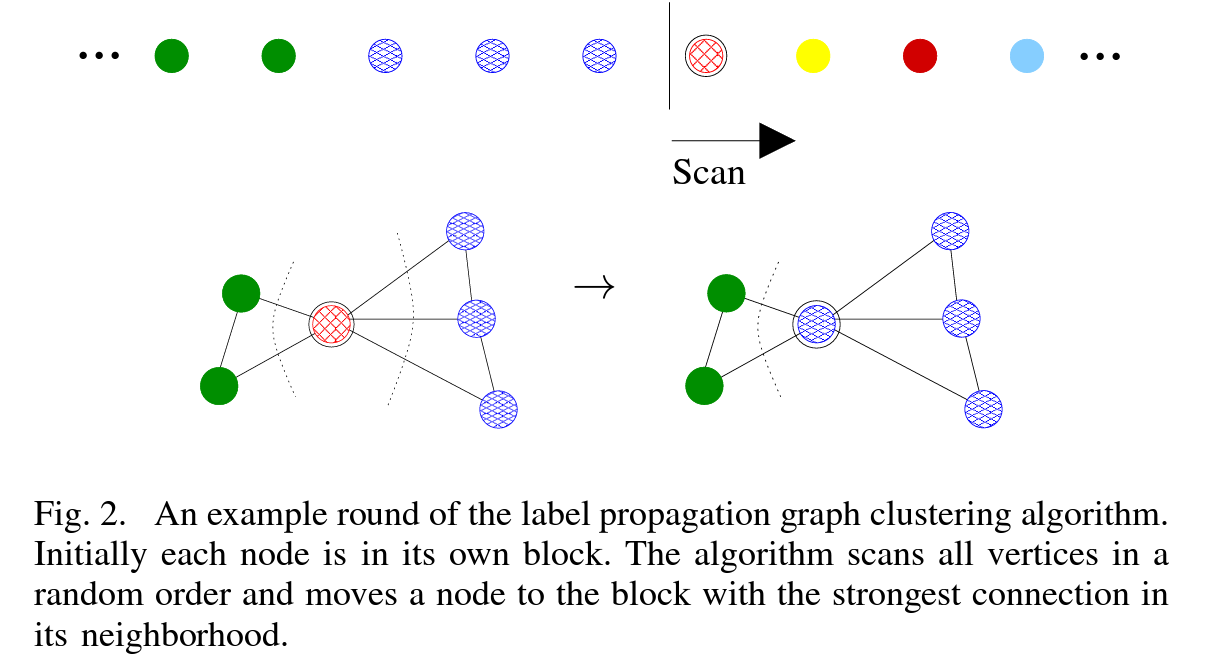 Scan
Fig. 2. An example round of the label propagation graph clustering algorithm.
Initially each node is in its own block. The algorithm scans all vertices in a
random order and moves a node to the block with the strongest connection in
its neighborhood.